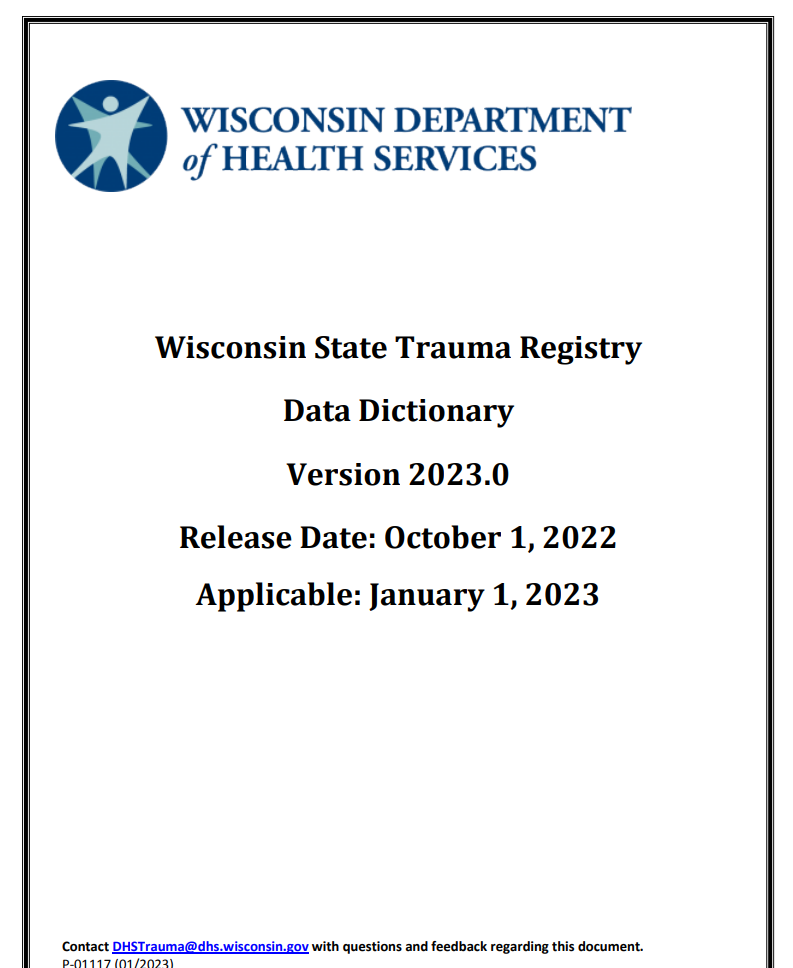 WISCONSIN DEPARTMENT
of HEALTH SERVICES
Wisconsin State Trauma Registry
Data Dictionary
Version 2023.0
Release Date: October 1, 2022
Applicable: January 1, 2023
Contact DHSTrauma@dhs.wisconsin.gov with questions and feedback regarding this document.
P-01117 (01/2023)